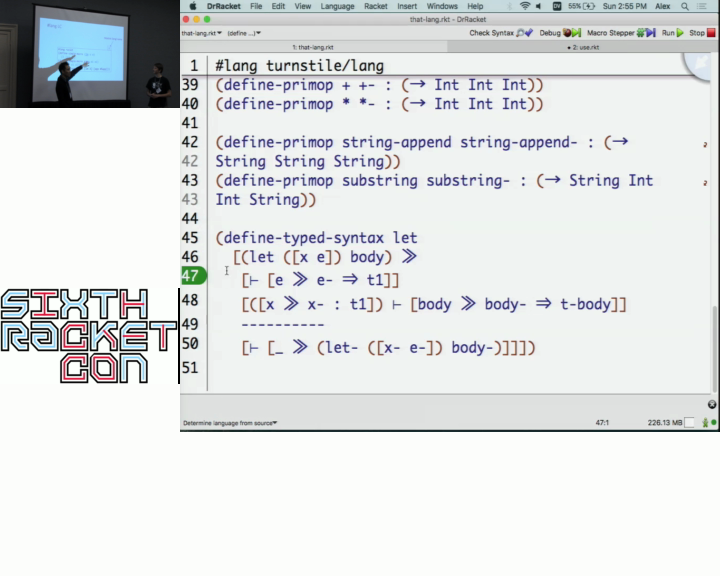 DrRacket File Edit View Language Racket Insert Windows Help 55% Sun 2:55 PM Alex
that-lang.rkt - DrRacket
that-lang.rkt▾ (define ...)▾ Check Syntax Debug Macro Stepper Run Stop
1: that-lang.rkt • 2: use.rkt
1 #lang turnstile/lang
39 (define-primop + +- : (→ Int Int Int))
40 (define-primop * *- : (→ Int Int Int))
41
42 (define-primop string-append string-append- : (→
42 String String String))
43 (define-primop substring substring- : (→ String Int
43 Int String))
44
45 (define-typed-syntax let
46 [(let ([x e]) body) ≫
47 [⊢ [e ≫ e- ⇒ t1]]
48 [([x ≫ x- : t1]) ⊢ [body ≫ body- ⇒ t-body]]
49 ----------
50 [⊢ [_ ≫ (let- ([x- e-]) body-)]]])
51
Determine language from source▾ 47:1 226.13 MB
SIXTH
RACKET
CON